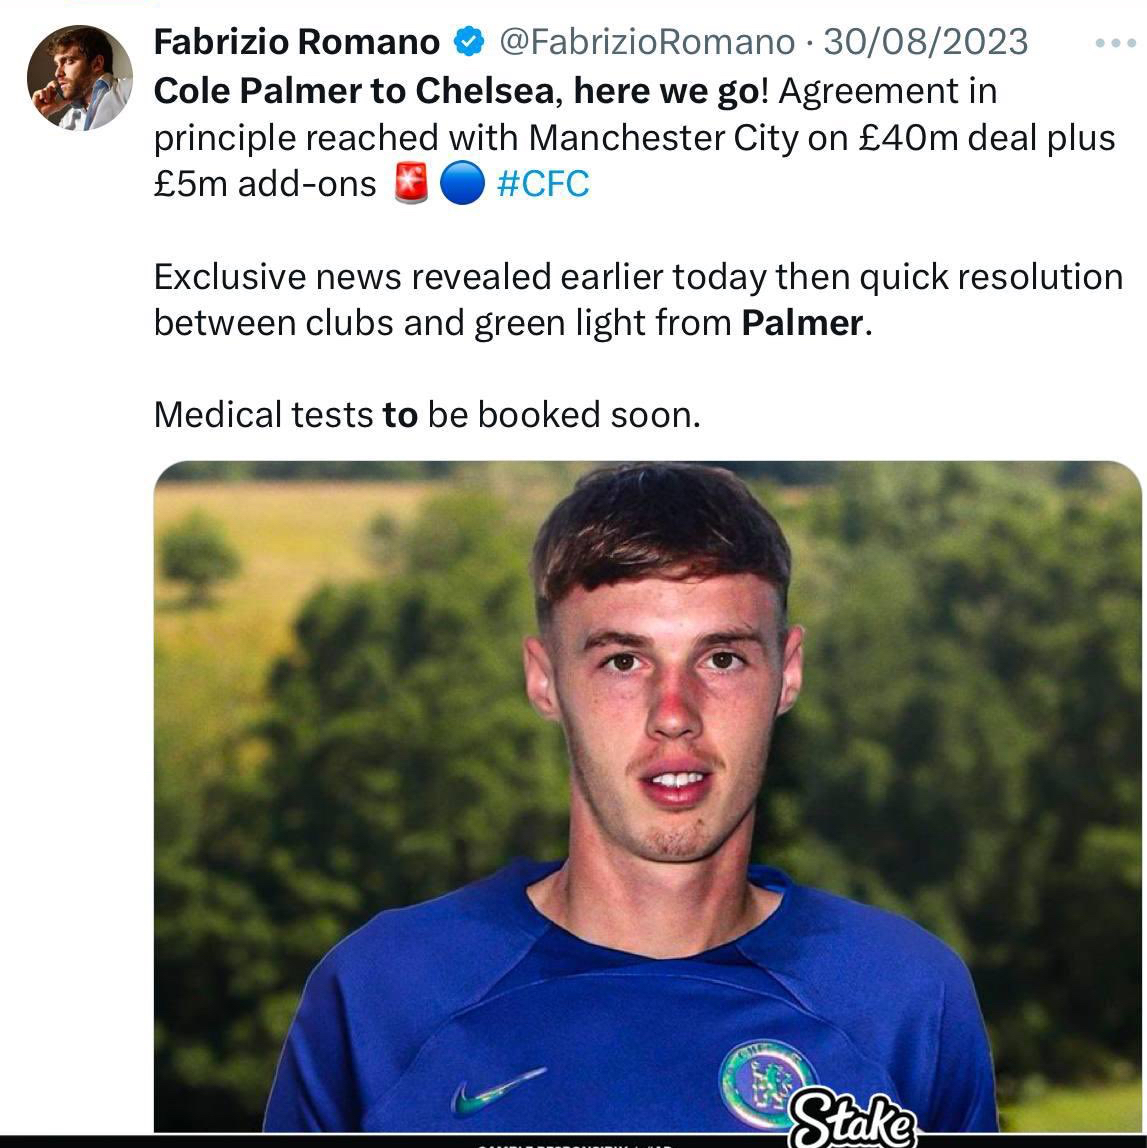 Fabrizio Romano @FabrizioRomano · 30/08/2023
Cole Palmer to Chelsea, here we go! Agreement in
principle reached with Manchester City on £40m deal plus
£5m add-ons 🚨🔵 #CFC
Exclusive news revealed earlier today then quick resolution
between clubs and green light from Palmer.
Medical tests to be booked soon.
Stake